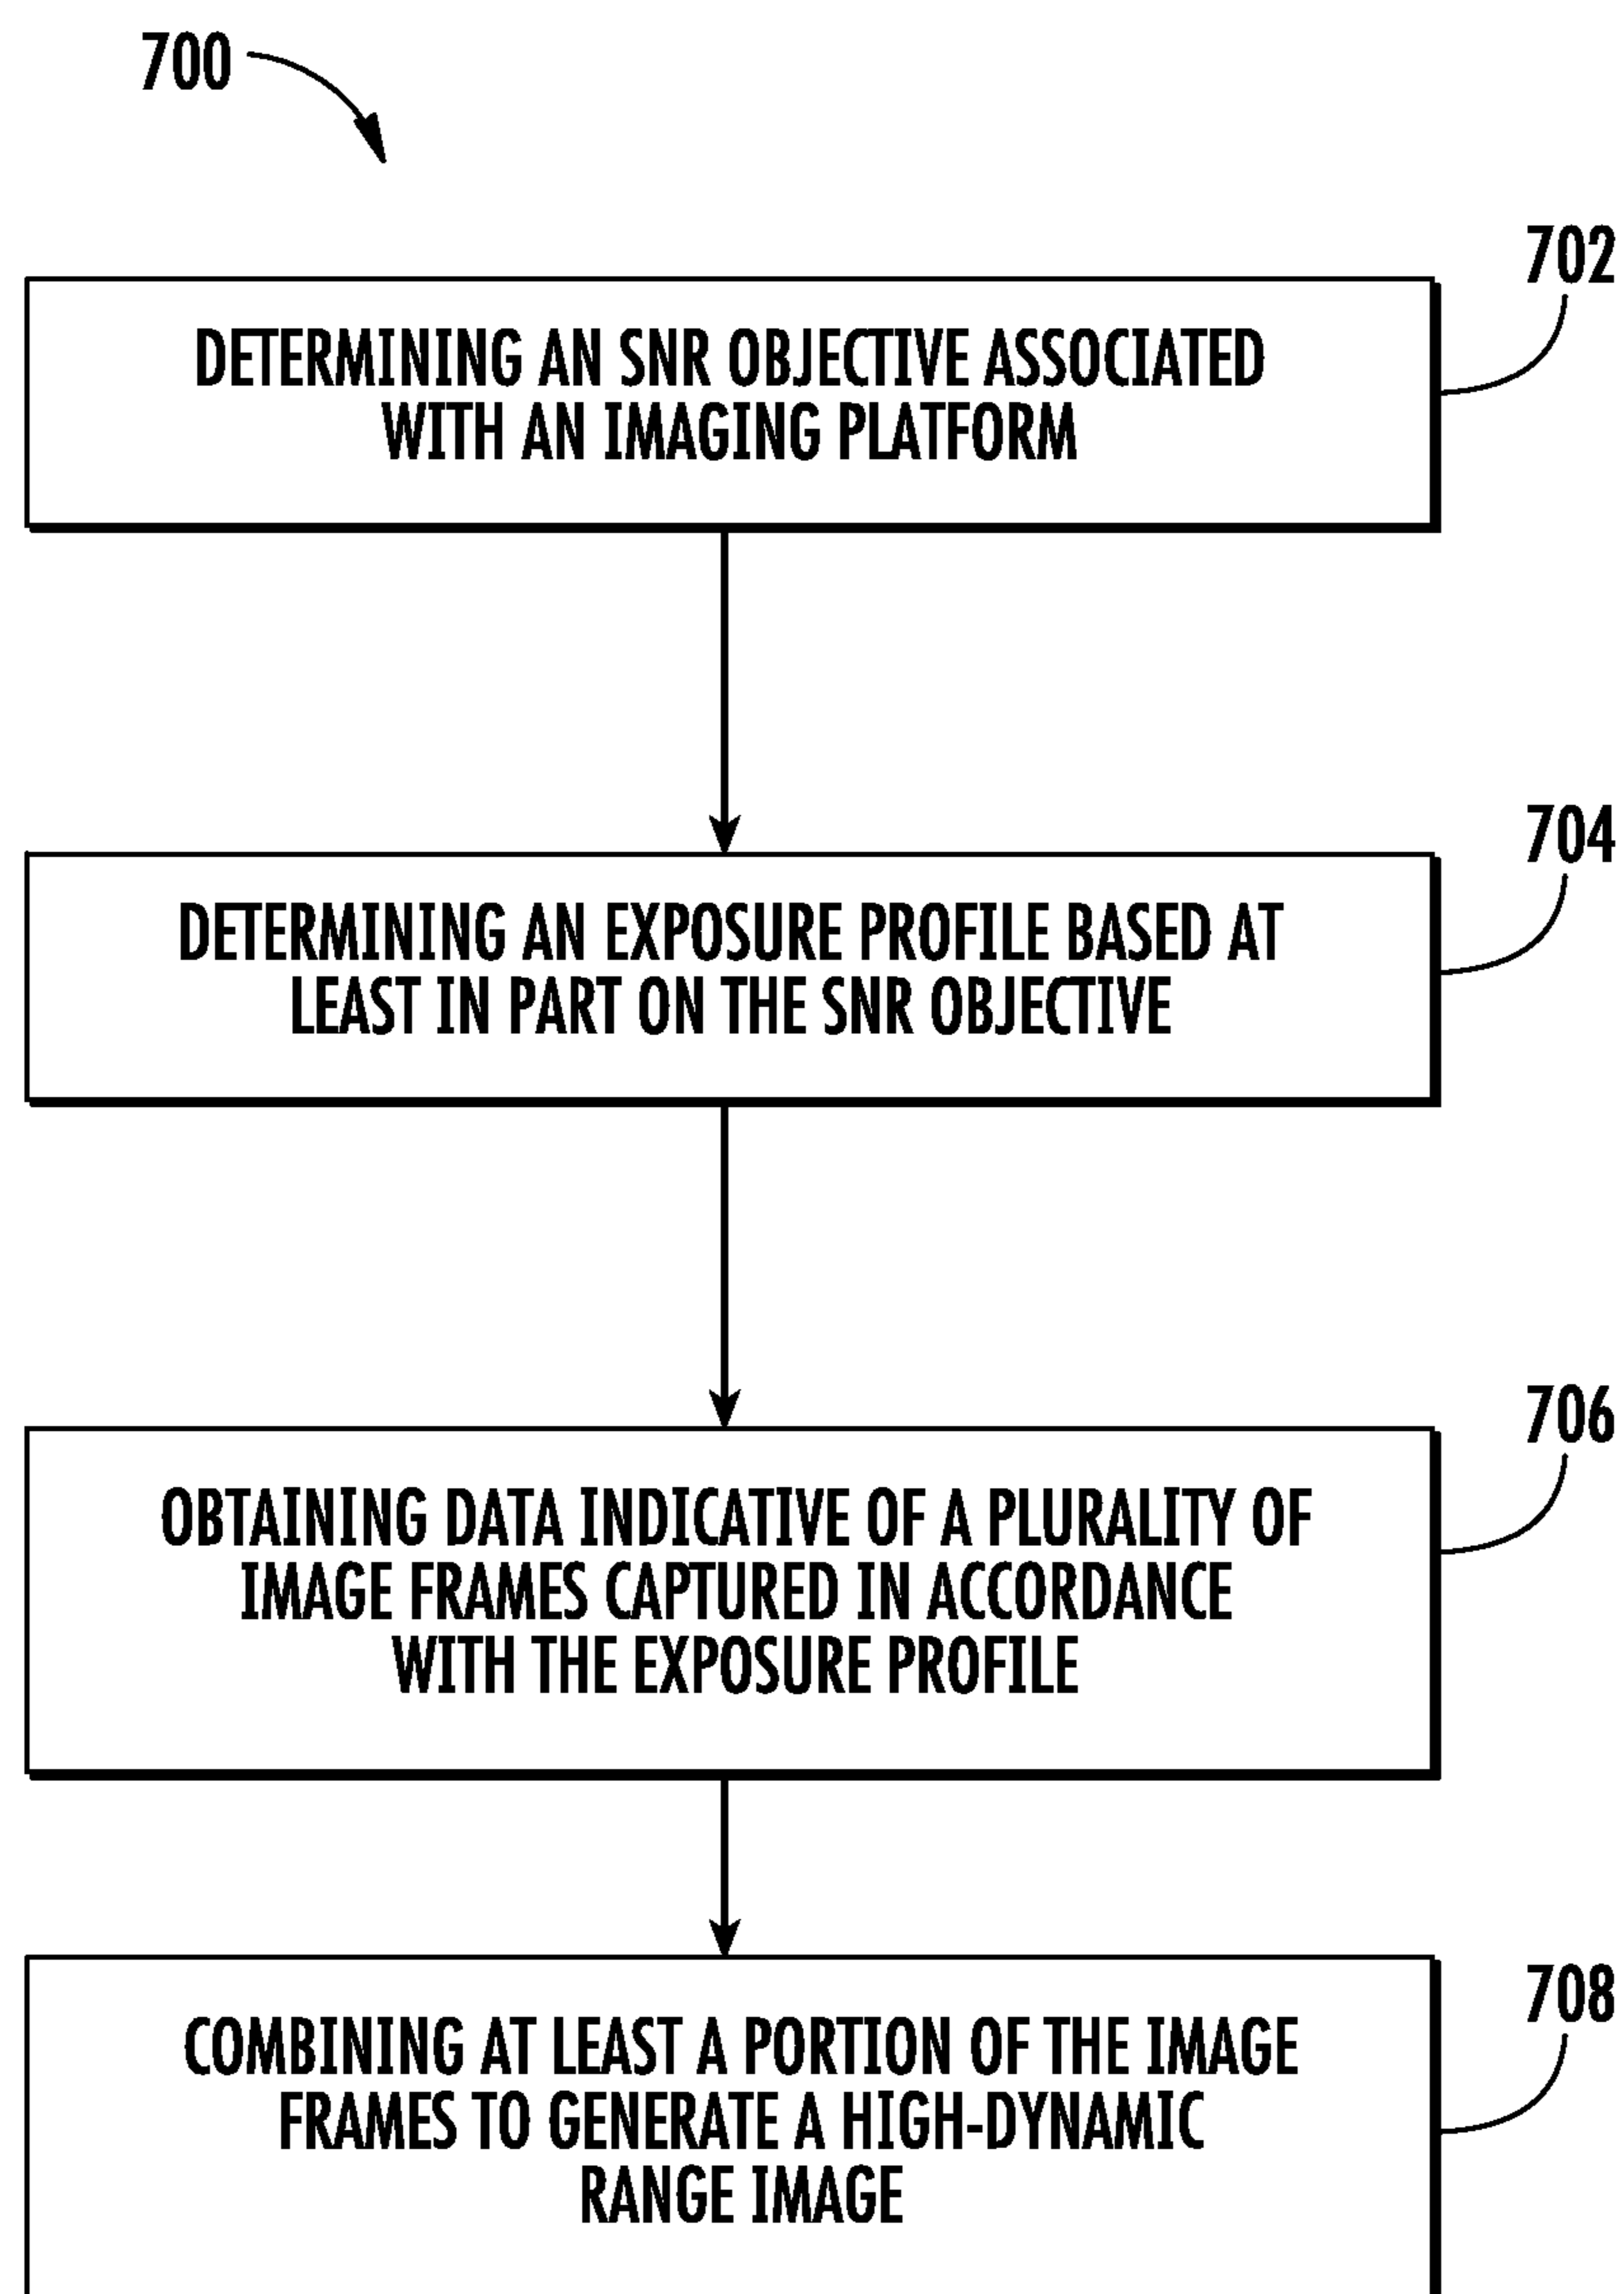 700
702
DETERMINING AN SNR OBJECTIVE ASSOCIATED
WITH AN IMAGING PLATFORM
704
DETERMINING AN EXPOSURE PROFILE BASED AT
LEAST IN PART ON THE SNR OBJECTIVE
706
OBTAINING DATA INDICATIVE OF A PLURALITY OF
IMAGE FRAMES CAPTURED IN ACCORDANCE
WITH THE EXPOSURE PROFILE
708
COMBINING AT LEAST A PORTION OF THE IMAGE
FRAMES TO GENERATE A HIGH-DYNAMIC
RANGE IMAGE